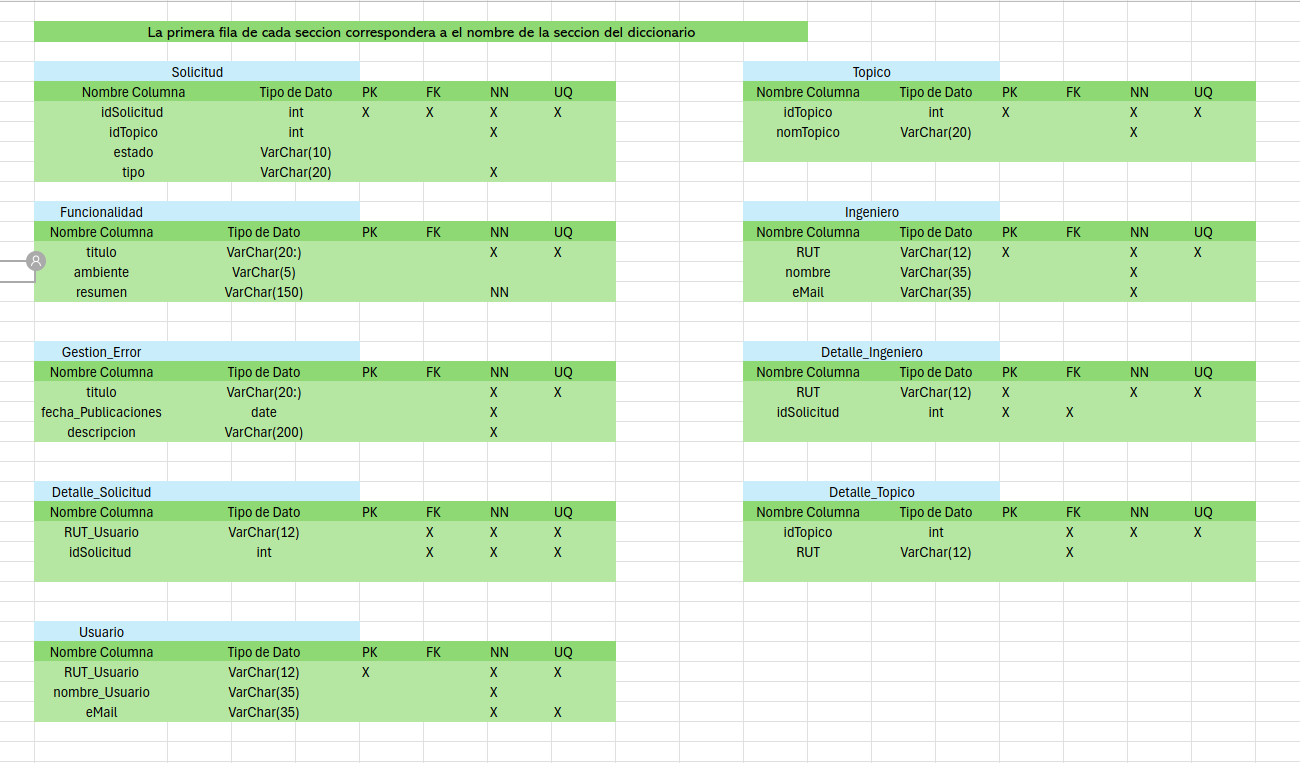 La primera fila de cada seccion correspondera a el nombre de la seccion del diccionario
Solicitud
Nombre Columna Tipo de Dato PK FK NN UQ
idSolicitud int X X X X
idTopico int X
estado VarChar(10)
tipo VarChar(20) X
Topico
Nombre Columna Tipo de Dato PK FK NN UQ
idTopico int X X X
nomTopico VarChar(20) X
Funcionalidad
Nombre Columna Tipo de Dato PK FK NN UQ
titulo VarChar(20:) X X
ambiente VarChar(5)
resumen VarChar(150) NN
Ingeniero
Nombre Columna Tipo de Dato PK FK NN UQ
RUT VarChar(12) X X X
nombre VarChar(35) X
eMail VarChar(35) X
Gestion_Error
Nombre Columna Tipo de Dato PK FK NN UQ
titulo VarChar(20:) X X
fecha_Publicaciones date X
descripcion VarChar(200) X
Detalle_Ingeniero
Nombre Columna Tipo de Dato PK FK NN UQ
RUT VarChar(12) X X X
idSolicitud int X X
Detalle_Solicitud
Nombre Columna Tipo de Dato PK FK NN UQ
RUT_Usuario VarChar(12) X X X
idSolicitud int X X X
Detalle_Topico
Nombre Columna Tipo de Dato PK FK NN UQ
idTopico int X X X
RUT VarChar(12) X
Usuario
Nombre Columna Tipo de Dato PK FK NN UQ
RUT_Usuario VarChar(12) X X X
nombre_Usuario VarChar(35) X
eMail VarChar(35) X X